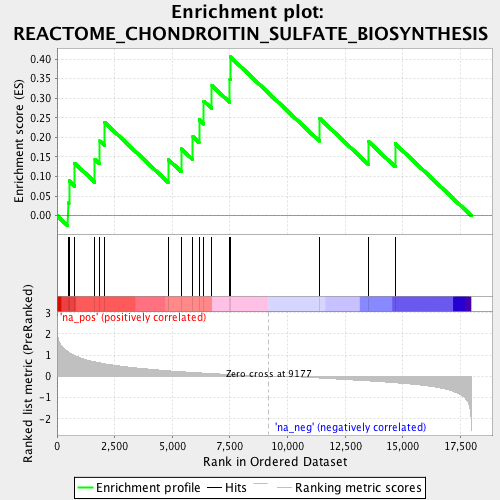 Enrichment plot:
REACTOME_CHONDROITIN_SULFATE_BIOSYNTHESIS
Enrichment score (ES)
0.40
0.35
0.30
0.25
0.20
0.15
0.10
0.05
0.00
'na_pos' (positively correlated)
Ranked list metric (PreRanked)
3
2
1
0
-1
-2
Zero cross at 9177
'na_neg' (negatively correlated)
0 2,500 5,000 7,500 10,000 12,500 15,000 17,500
Rank in Ordered Dataset
Enrichment profile Hits Ranking metric scores